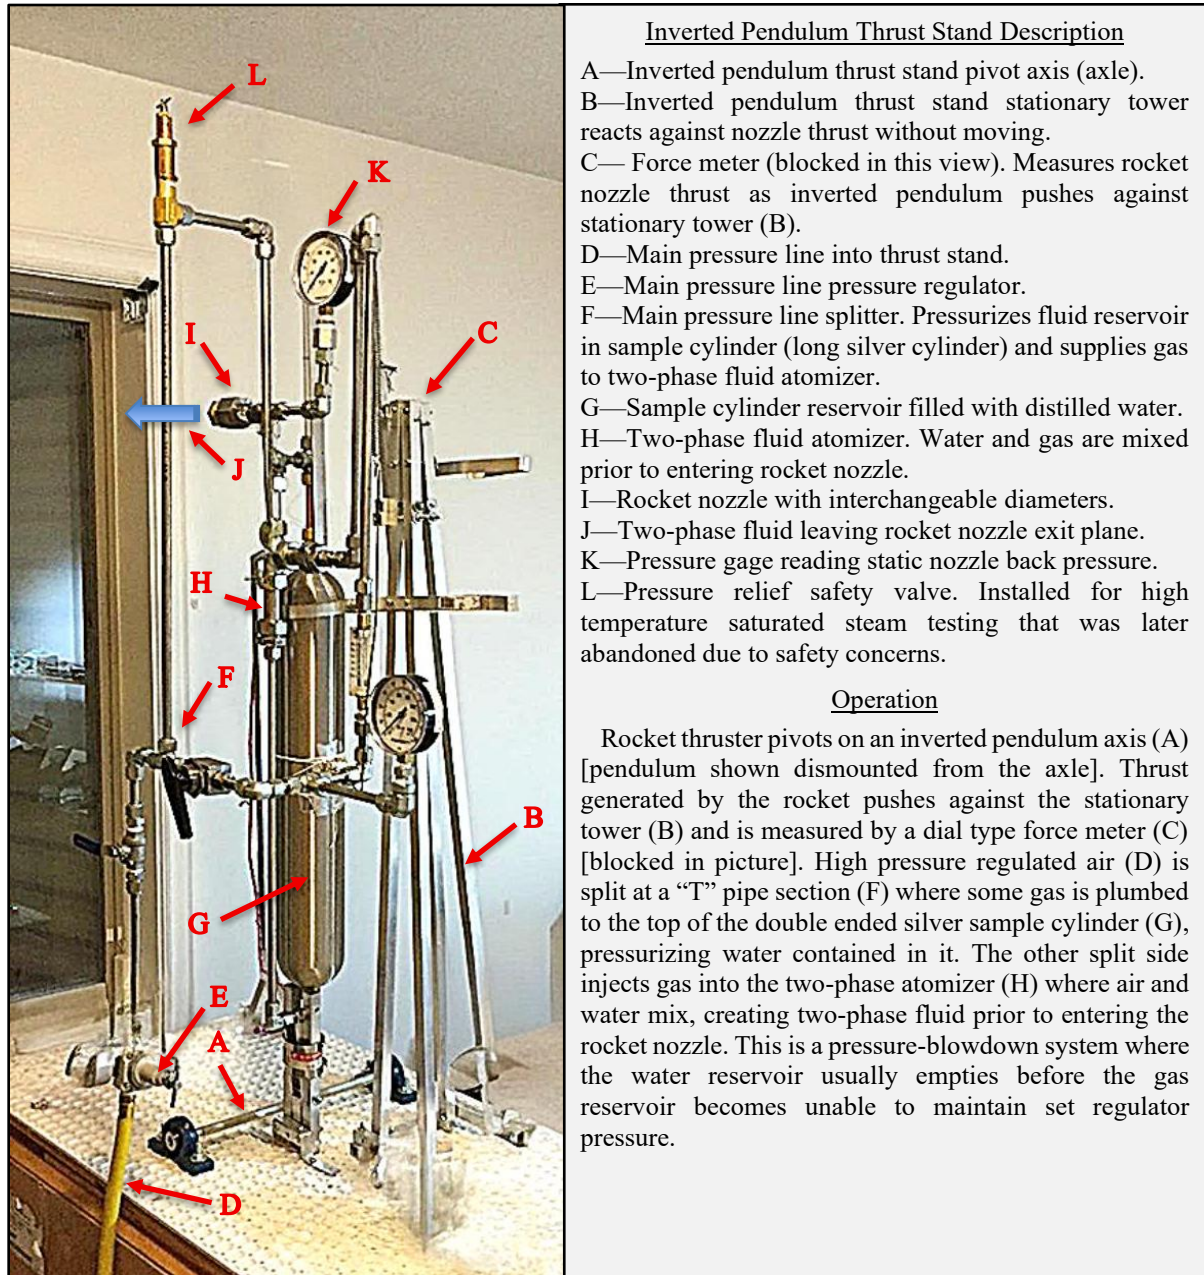 L
K
I
C
J
H
F
B
G
E
A
D
Inverted Pendulum Thrust Stand Description
A—Inverted pendulum thrust stand pivot axis (axle).
B—Inverted pendulum thrust stand stationary tower
reacts against nozzle thrust without moving.
C— Force meter (blocked in this view). Measures rocket
nozzle thrust as inverted pendulum pushes against
stationary tower (B).
D—Main pressure line into thrust stand.
E—Main pressure line pressure regulator.
F—Main pressure line splitter. Pressurizes fluid reservoir
in sample cylinder (long silver cylinder) and supplies gas
to two-phase fluid atomizer.
G—Sample cylinder reservoir filled with distilled water.
H—Two-phase fluid atomizer. Water and gas are mixed
prior to entering rocket nozzle.
I—Rocket nozzle with interchangeable diameters.
J—Two-phase fluid leaving rocket nozzle exit plane.
K—Pressure gage reading static nozzle back pressure.
L—Pressure relief safety valve. Installed for high
temperature saturated steam testing that was later
abandoned due to safety concerns.
Operation
Rocket thruster pivots on an inverted pendulum axis (A)
[pendulum shown dismounted from the axle]. Thrust
generated by the rocket pushes against the stationary
tower (B) and is measured by a dial type force meter (C)
[blocked in picture]. High pressure regulated air (D) is
split at a “T” pipe section (F) where some gas is plumbed
to the top of the double ended silver sample cylinder (G),
pressurizing water contained in it. The other split side
injects gas into the two-phase atomizer (H) where air and
water mix, creating two-phase fluid prior to entering the
rocket nozzle. This is a pressure-blowdown system where
the water reservoir usually empties before the gas
reservoir becomes unable to maintain set regulator
pressure.